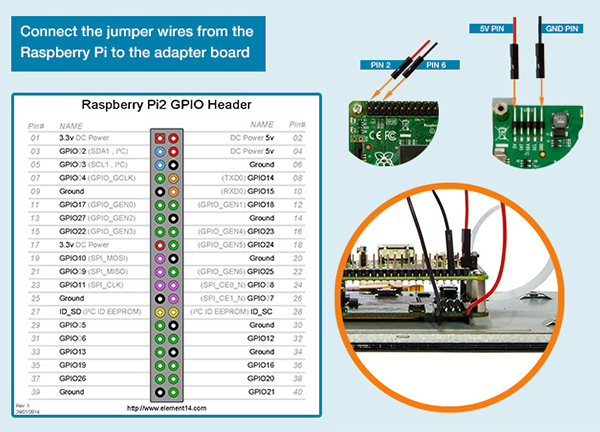 Connect the jumper wires from the
Raspberry Pi to the adapter board
5V PIN
GND PIN
PIN 2
PIN 6
Raspberry Pi2 GPIO Header
Pin# NAME NAME Pin#
01 3.3v DC Power DC Power 5v 02
03 GPIO02 (SDA1 , I²C) DC Power 5v 04
05 GPIO03 (SCL1 , I²C) Ground 06
07 GPIO04 (GPIO_GCLK) (TXD0) GPIO14 08
09 Ground (RXD0) GPIO15 10
11 GPIO17 (GPIO_GEN0) (GPIO_GEN1) GPIO18 12
13 GPIO27 (GPIO_GEN2) Ground 14
15 GPIO22 (GPIO_GEN3) (GPIO_GEN4) GPIO23 16
17 3.3v DC Power (GPIO_GEN5) GPIO24 18
19 GPIO10 (SPI_MOSI) Ground 20
21 GPIO09 (SPI_MISO) (GPIO_GEN6) GPIO25 22
23 GPIO11 (SPI_CLK) (SPI_CE0_N) GPIO08 24
25 Ground (SPI_CE1_N) GPIO07 26
27 ID_SD (I²C ID EEPROM) (I²C ID EEPROM) ID_SC 28
29 GPIO05 Ground 30
31 GPIO06 GPIO12 32
33 GPIO13 Ground 34
35 GPIO19 GPIO16 36
37 GPIO26 GPIO20 38
39 Ground GPIO21 40
Rev. 1
http://www.element14.com